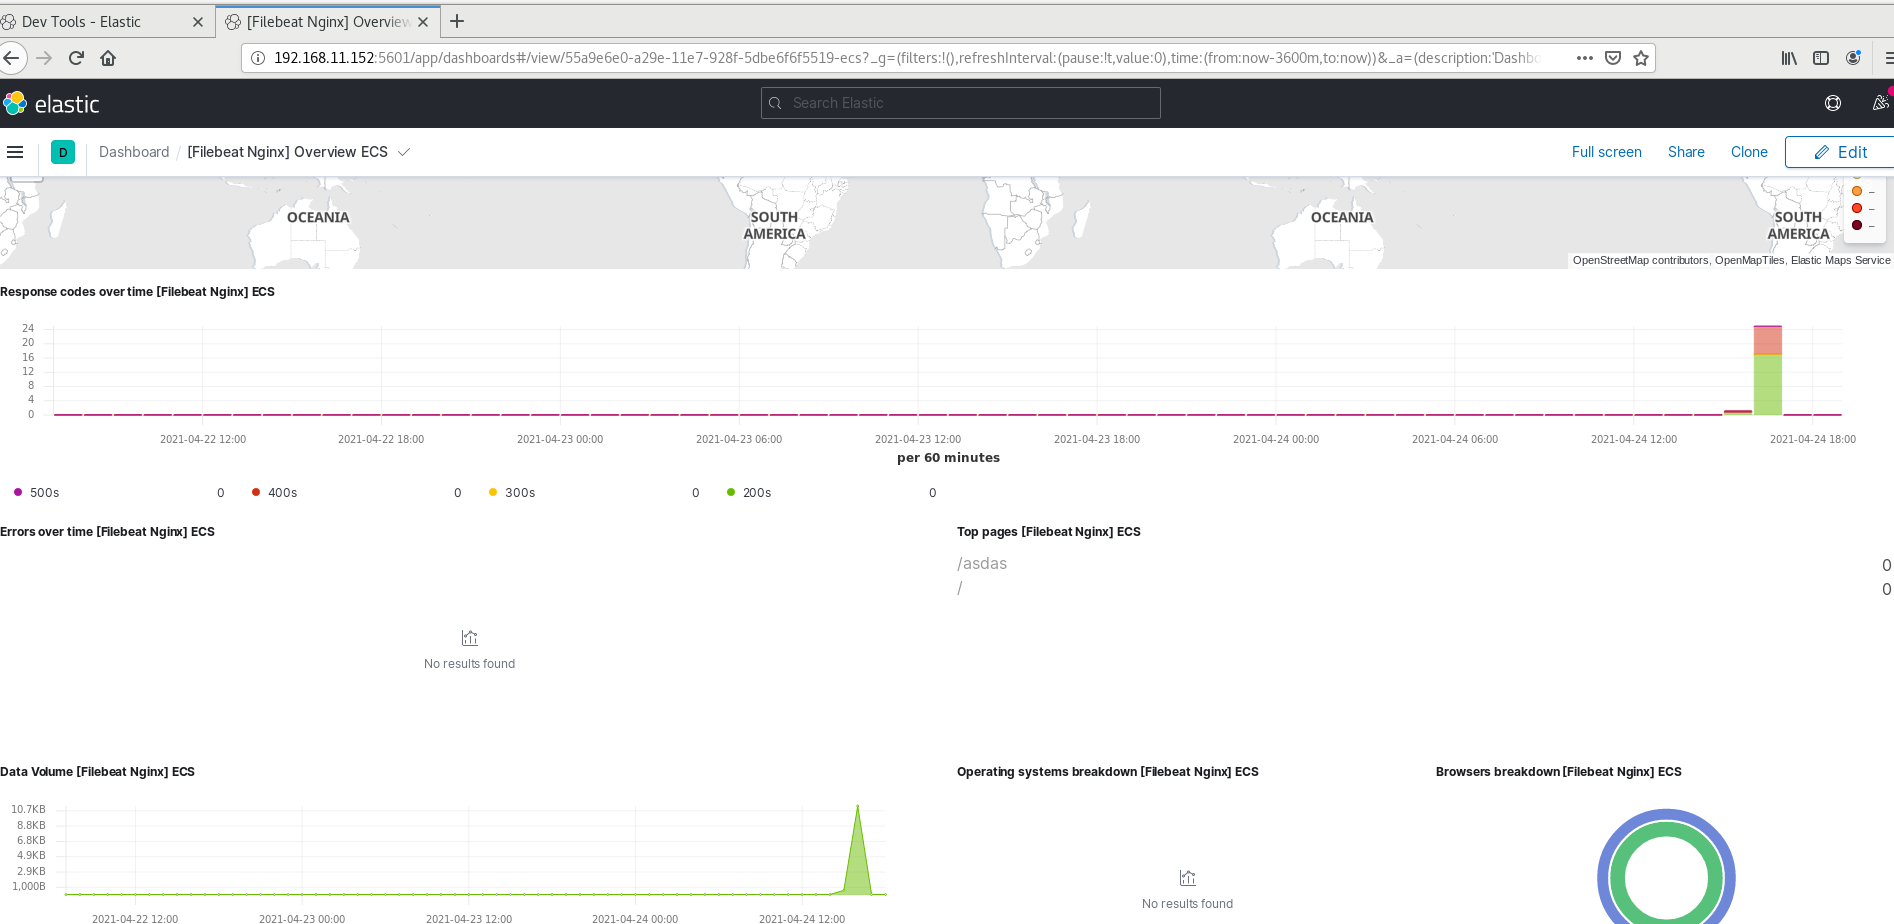 Dev Tools - Elastic
[Filebeat Nginx] Overview
192.168.11.152:5601/app/dashboards#/view/55a9e6e0-a29e-11e7-928f-5dbe6f6f5519-ecs?_g=(filters:!(),refreshInterval:(pause:!t,value:0),time:(from:now-3600m,to:now))&_a=(description:'Dashbo
elastic
Search Elastic
D
Dashboard / [Filebeat Nginx] Overview ECS
Full screen
Share
Clone
Edit
OCEANIA
SOUTH
AMERICA
OCEANIA
SOUTH
AMERICA
–
–
–
OpenStreetMap contributors, OpenMapTiles, Elastic Maps Service
Response codes over time [Filebeat Nginx] ECS
24
20
16
12
8
4
0
2021-04-22 12:00 2021-04-22 18:00 2021-04-23 00:00 2021-04-23 06:00 2021-04-23 12:00 2021-04-23 18:00 2021-04-24 00:00 2021-04-24 06:00 2021-04-24 12:00 2021-04-24 18:00
per 60 minutes
500s 0 400s 0 300s 0 200s 0
Errors over time [Filebeat Nginx] ECS
No results found
Top pages [Filebeat Nginx] ECS
/asdas 0
/ 0
Data Volume [Filebeat Nginx] ECS
10.7KB
8.8KB
6.8KB
4.9KB
2.9KB
1,000B
2021-04-22 12:00 2021-04-23 00:00 2021-04-23 12:00 2021-04-24 00:00 2021-04-24 12:00
Operating systems breakdown [Filebeat Nginx] ECS
No results found
Browsers breakdown [Filebeat Nginx] ECS